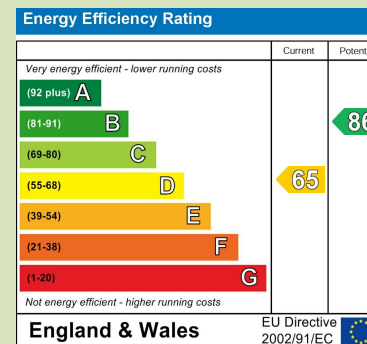 Energy Efficiency Rating
Current Potent
Very energy efficient - lower running costs
(92 plus) A
(81-91) B
86
(69-80) C
(55-68) D
65
(39-54) E
(21-38) F
(1-20) G
Not energy efficient - higher running costs
England & Wales
EU Directive
2002/91/EC